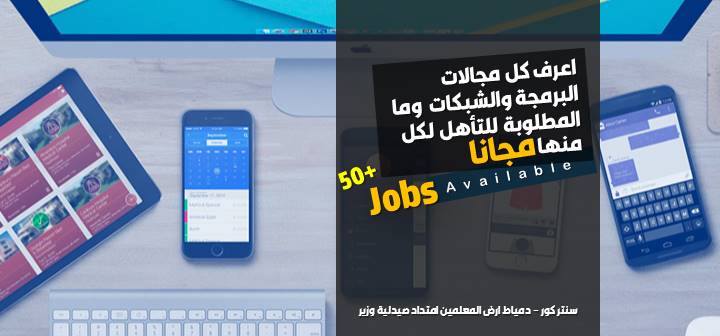 اعرف كل مجالات
البرمجة والشبكات وما
المطلوبة للتأهل لكل
منها مجانا
50+
Jobs Available
سنتر كور - دمياط ارض المعلمين امتداد صيدلية وزير